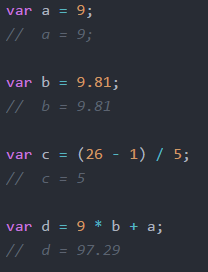 var a = 9;
// a = 9;
var b = 9.81;
// b = 9.81
var c = (26 - 1) / 5;
// c = 5
var d = 9 * b + a;
// d = 97.29